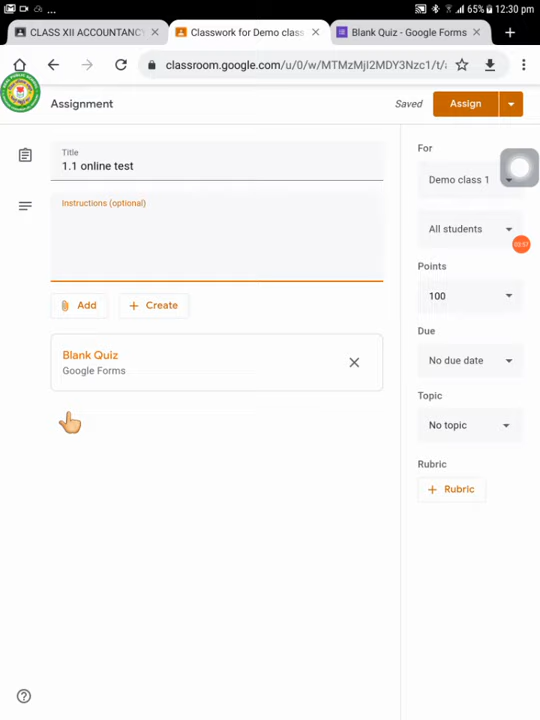 ...
65%
12:30 pm
CLASS XII ACCOUNTANCY
Classwork for Demo class
Blank Quiz - Google Forms
classroom.google.com/u/0/w/MTMzMjI2MDY3Nzc1/t/
Assignment
Saved
Assign
Title
1.1 online test
Instructions (optional)
Add
Create
Blank Quiz
Google Forms
For
Demo class 1
All students
Points
100
Due
No due date
Topic
No topic
Rubric
Rubric